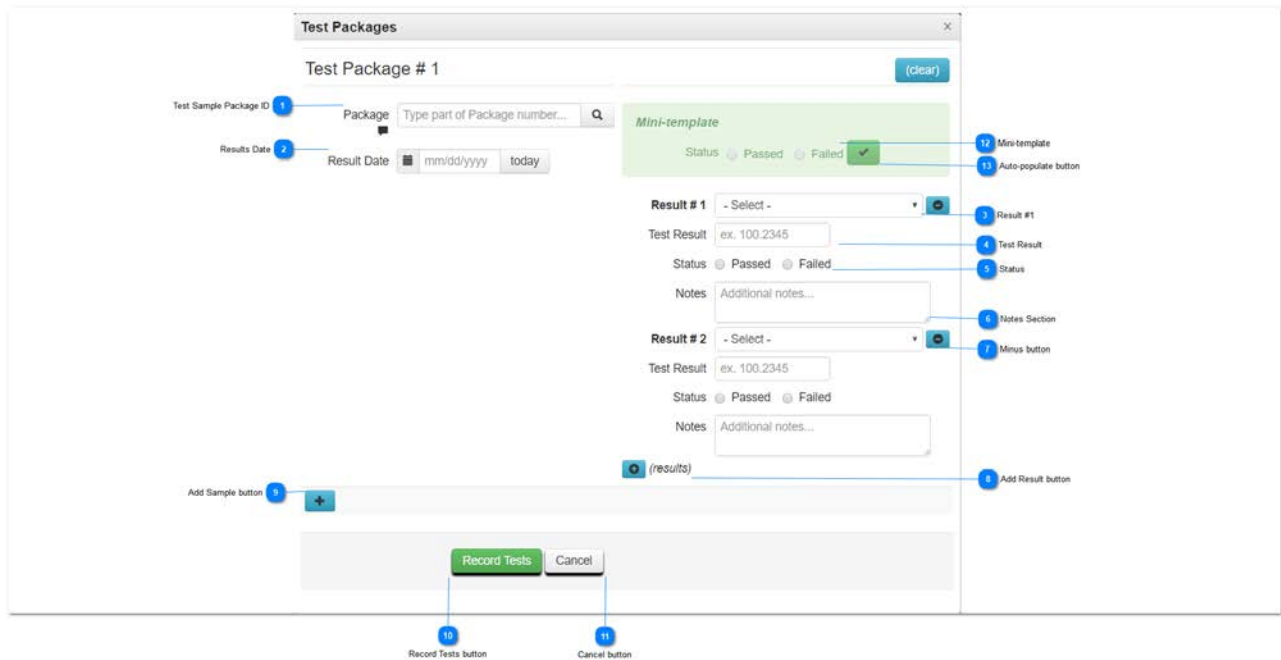 Test Packages ×
Test Package # 1 (clear)
Test Sample Package ID 1
Package Type part of Package number...
Results Date 2
Result Date mm/dd/yyyy today
Mini-template
Status Passed Failed
12 Mini-template
13 Auto-populate button
Result # 1 - Select -
3 Result #1
Test Result ex. 100.2345
4 Test Result
Status Passed Failed
5 Status
Notes Additional notes...
6 Notes Section
Result # 2 - Select -
7 Minus button
Test Result ex. 100.2345
Status Passed Failed
Notes Additional notes...
(results)
8 Add Result button
Add Sample button 9
+
Record Tests Cancel
10 11
Record Tests button Cancel button